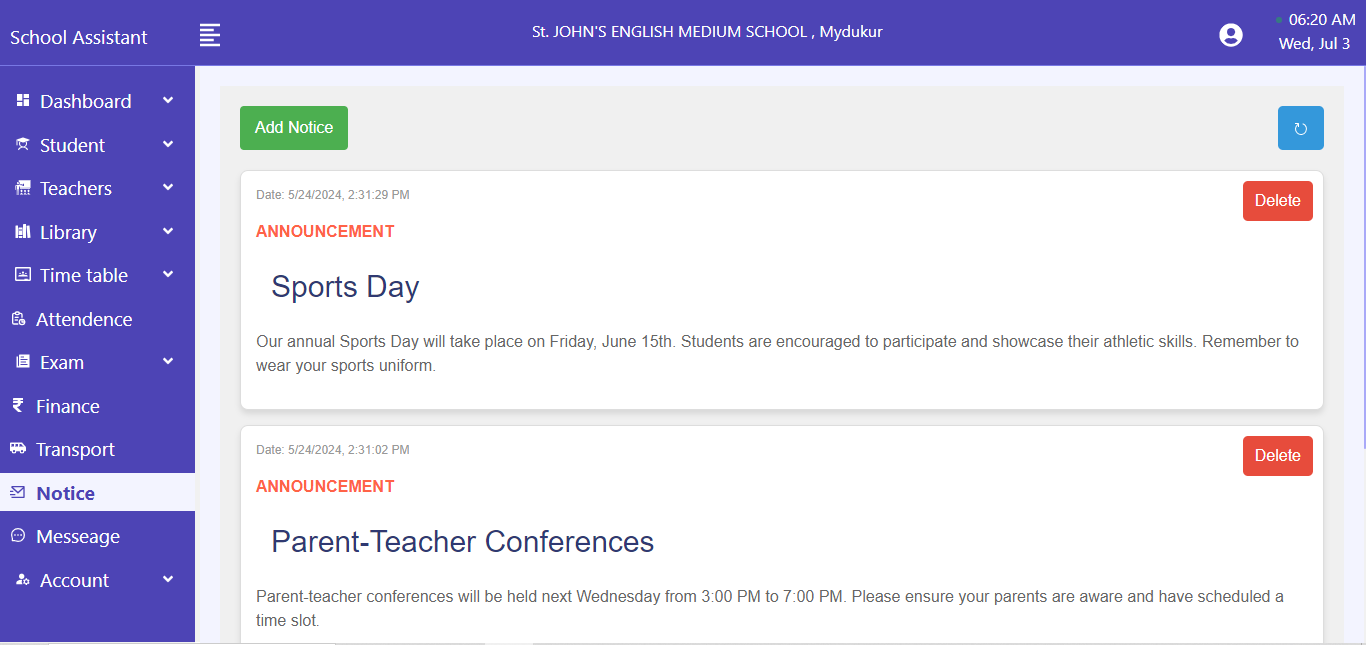 School Assistant
St. JOHN'S ENGLISH MEDIUM SCHOOL , Mydukur
06:20 AM
Wed, Jul 3
Dashboard
Student
Teachers
Library
Time table
Attendence
Exam
Finance
Transport
Notice
Messeage
Account
Add Notice
Date: 5/24/2024, 2:31:29 PM
Delete
ANNOUNCEMENT
Sports Day
Our annual Sports Day will take place on Friday, June 15th. Students are encouraged to participate and showcase their athletic skills. Remember to
wear your sports uniform.
Date: 5/24/2024, 2:31:02 PM
Delete
ANNOUNCEMENT
Parent-Teacher Conferences
Parent-teacher conferences will be held next Wednesday from 3:00 PM to 7:00 PM. Please ensure your parents are aware and have scheduled a
time slot.